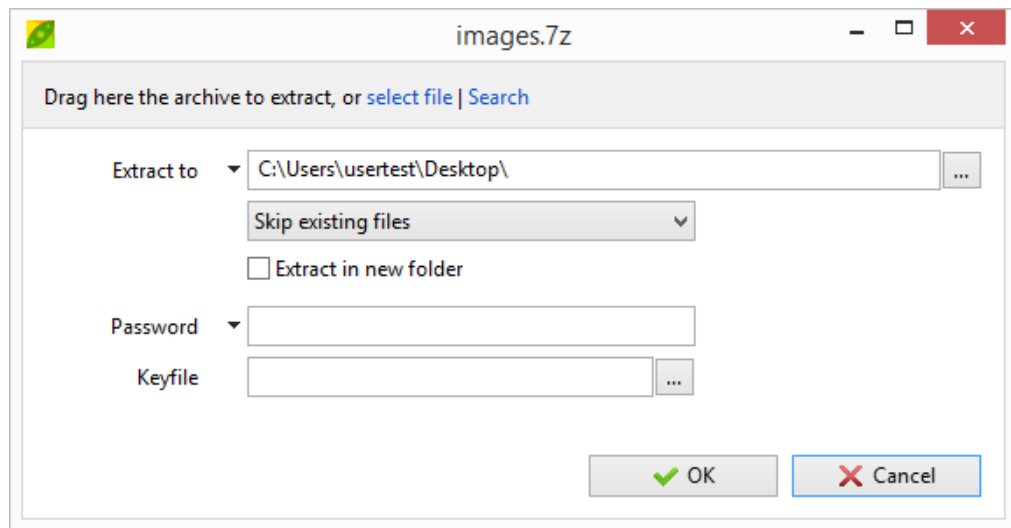 images.7z
Drag here the archive to extract, or select file | Search
Extract to C:\Users\usertest\Desktop\ ...
Skip existing files
Extract in new folder
Password
Keyfile ...
OK Cancel